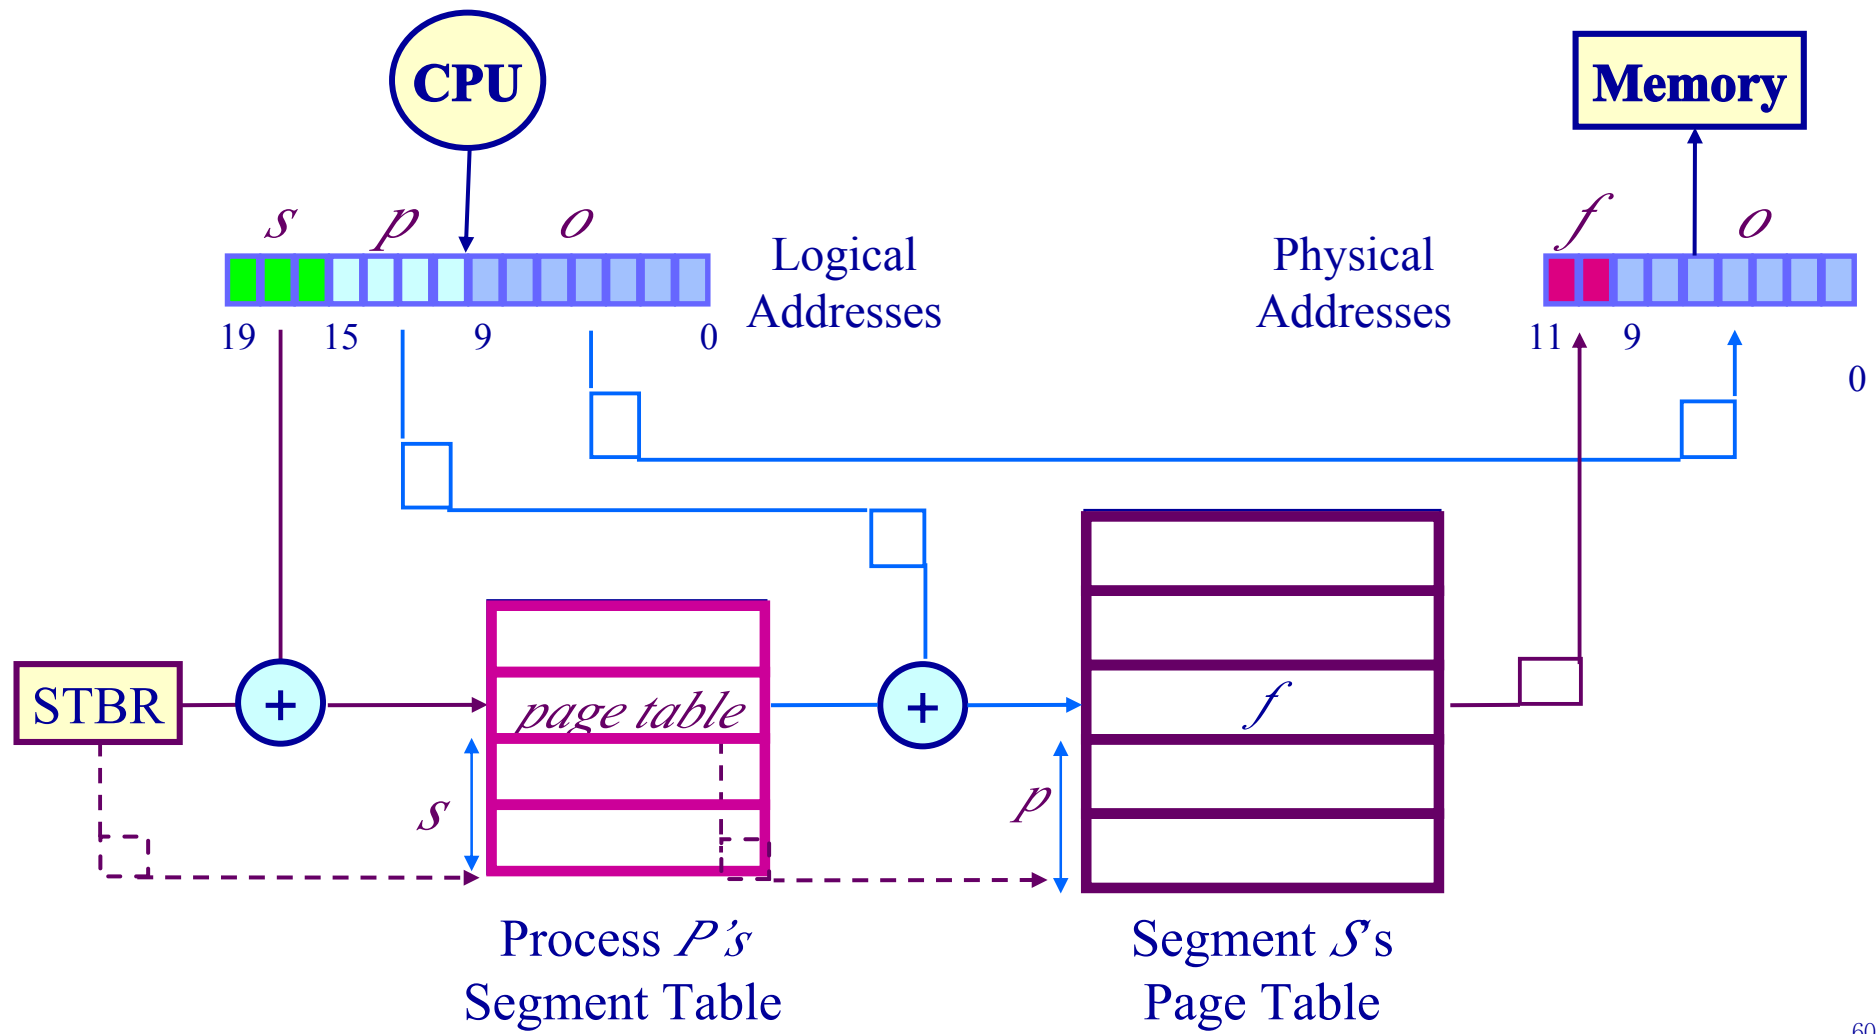 CPU
Memory
s p o
f o
Logical
Addresses
Physical
Addresses
19 15 9 0
11 9
0
STBR
+
page table
+
f
s
p
Process P's
Segment Table
Segment S's
Page Table
60